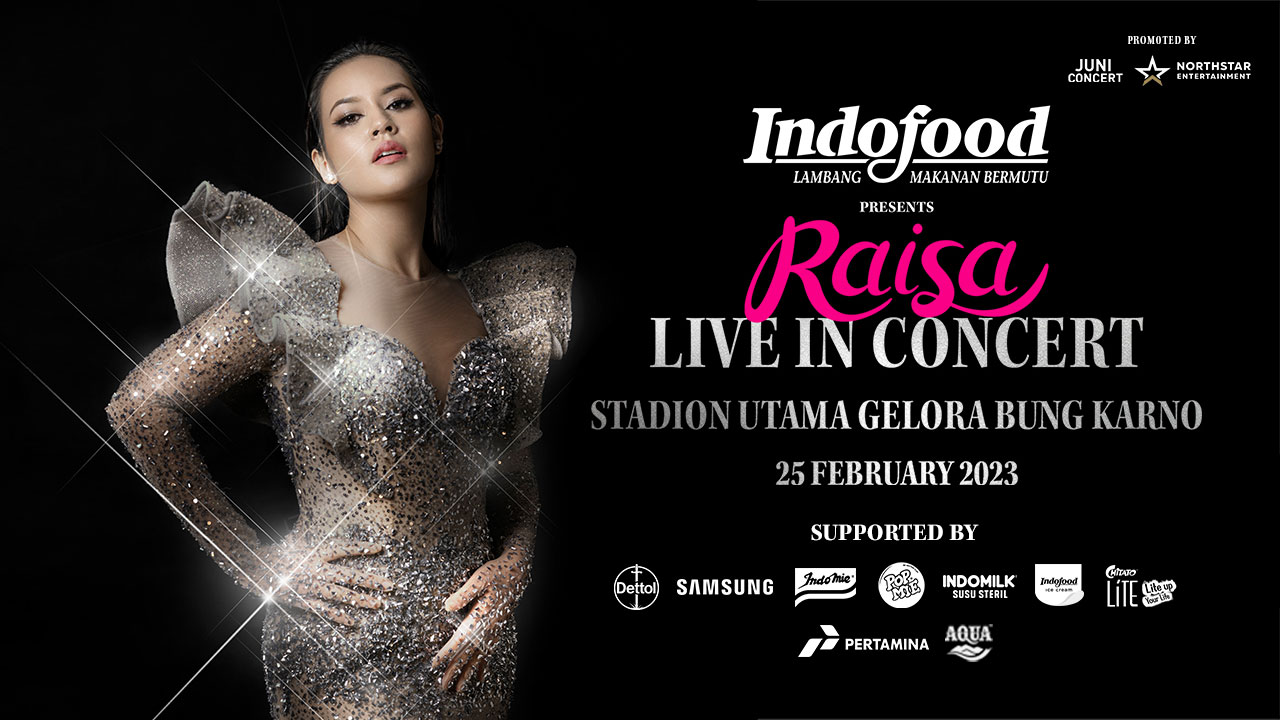 PROMOTED BY
JUNI CONCERT
NORTHSTAR ENTERTAINMENT
Indofood
LAMBANG MAKANAN BERMUTU
PRESENTS
Raisa
LIVE IN CONCERT
STADION UTAMA GELORA BUNG KARNO
25 FEBRUARY 2023
SUPPORTED BY
Dettol
SAMSUNG
Indomie
POP MIE
INDOMILK
SUSU STERIL
Indofood
ice cream
CHITATO
LiTE
Lite up
Your Life
PERTAMINA
AQUA